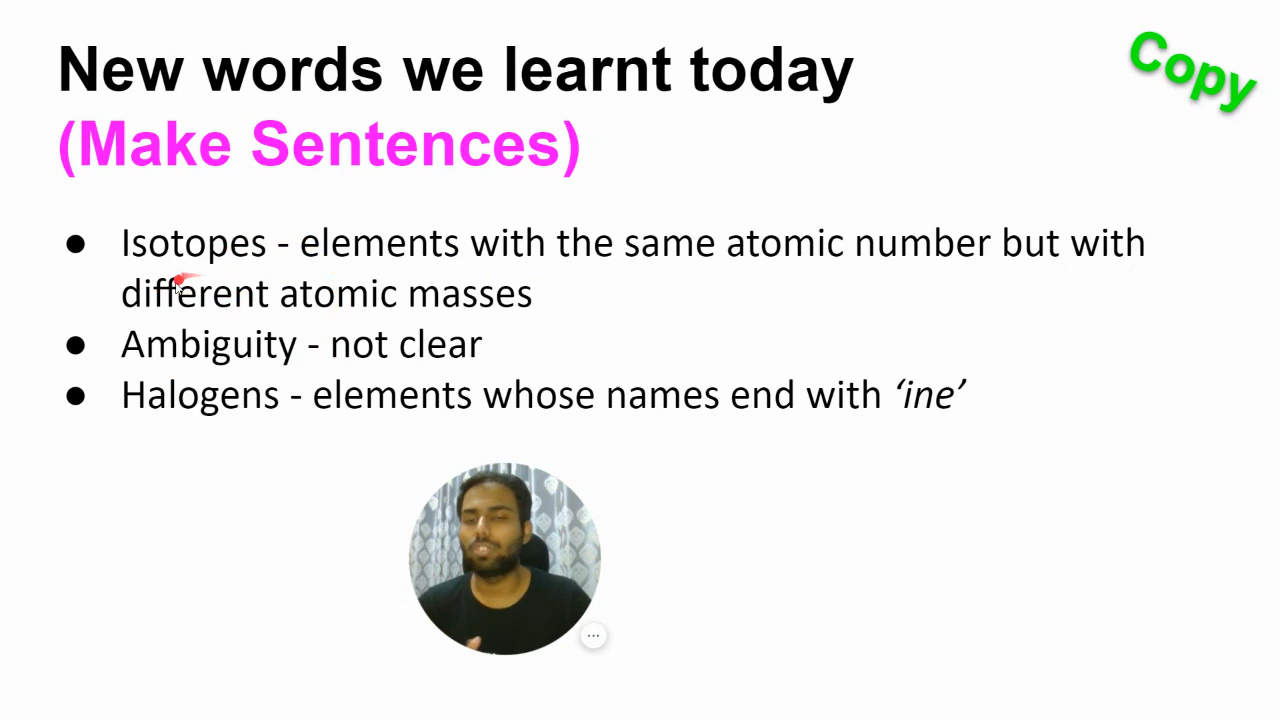 New words we learnt today
Copy
(Make Sentences)
● Isotopes - elements with the same atomic number but with
different atomic masses
● Ambiguity - not clear
● Halogens - elements whose names end with ‘ine’